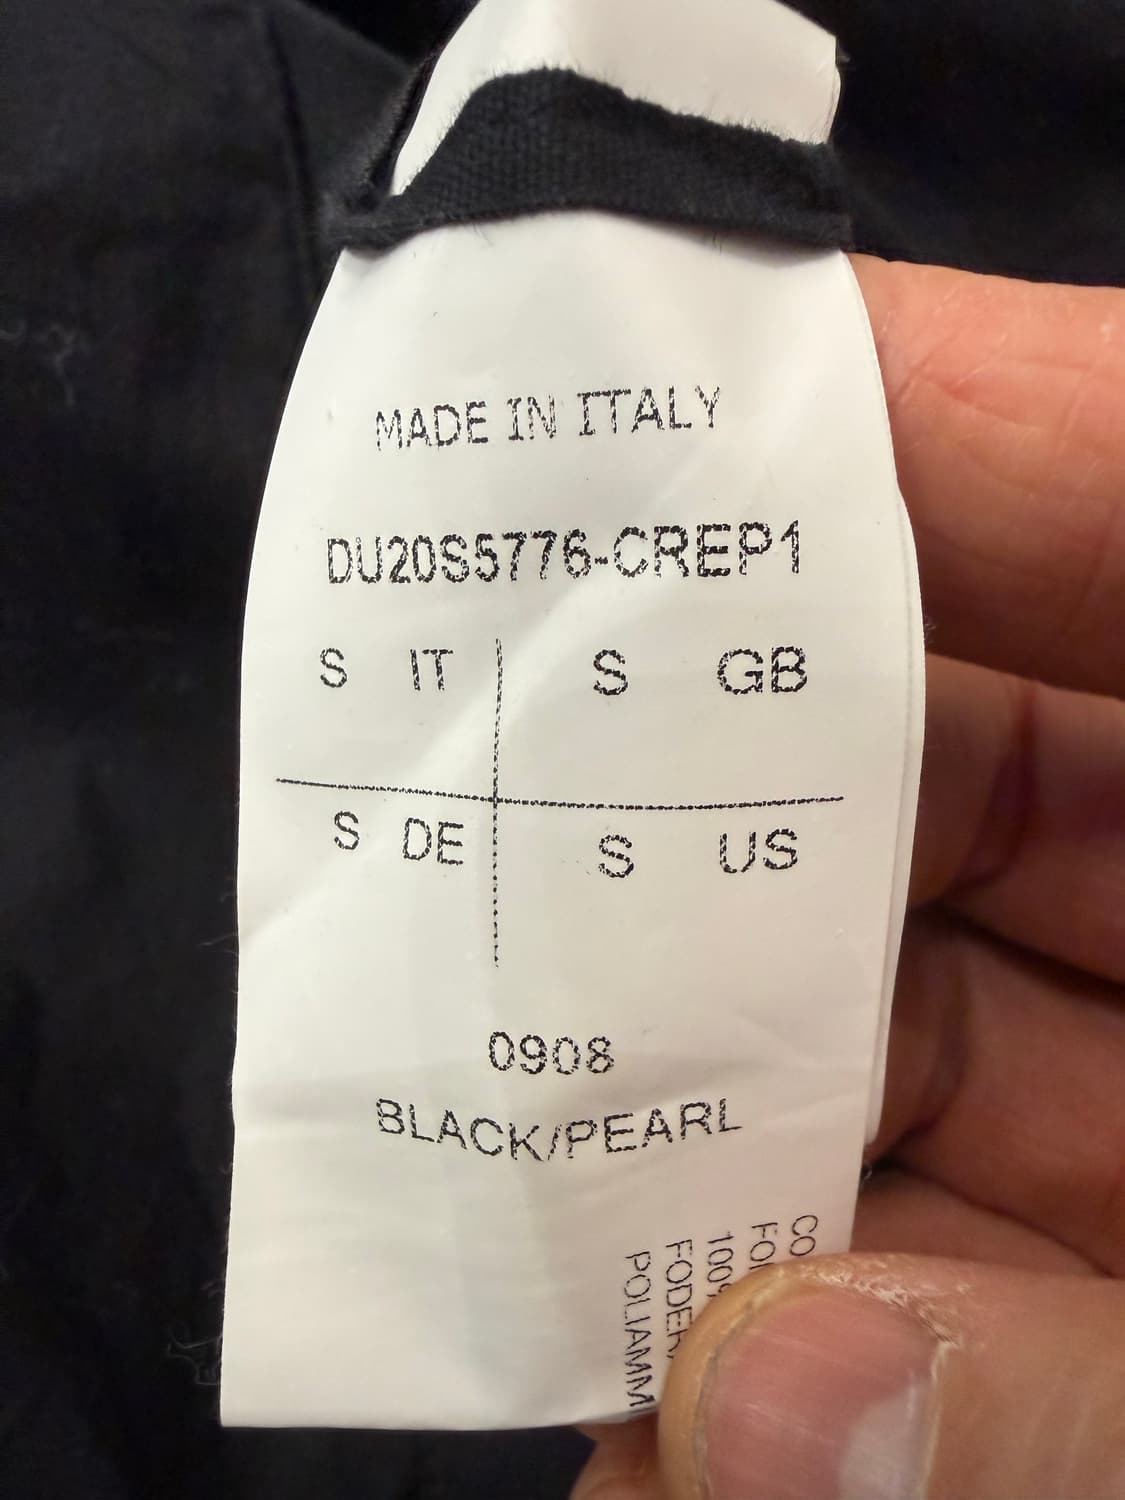 MADE IN ITALY
DU20S5776-CREP1
S IT S GB
S DE S US
0908
BLACK/PEARL